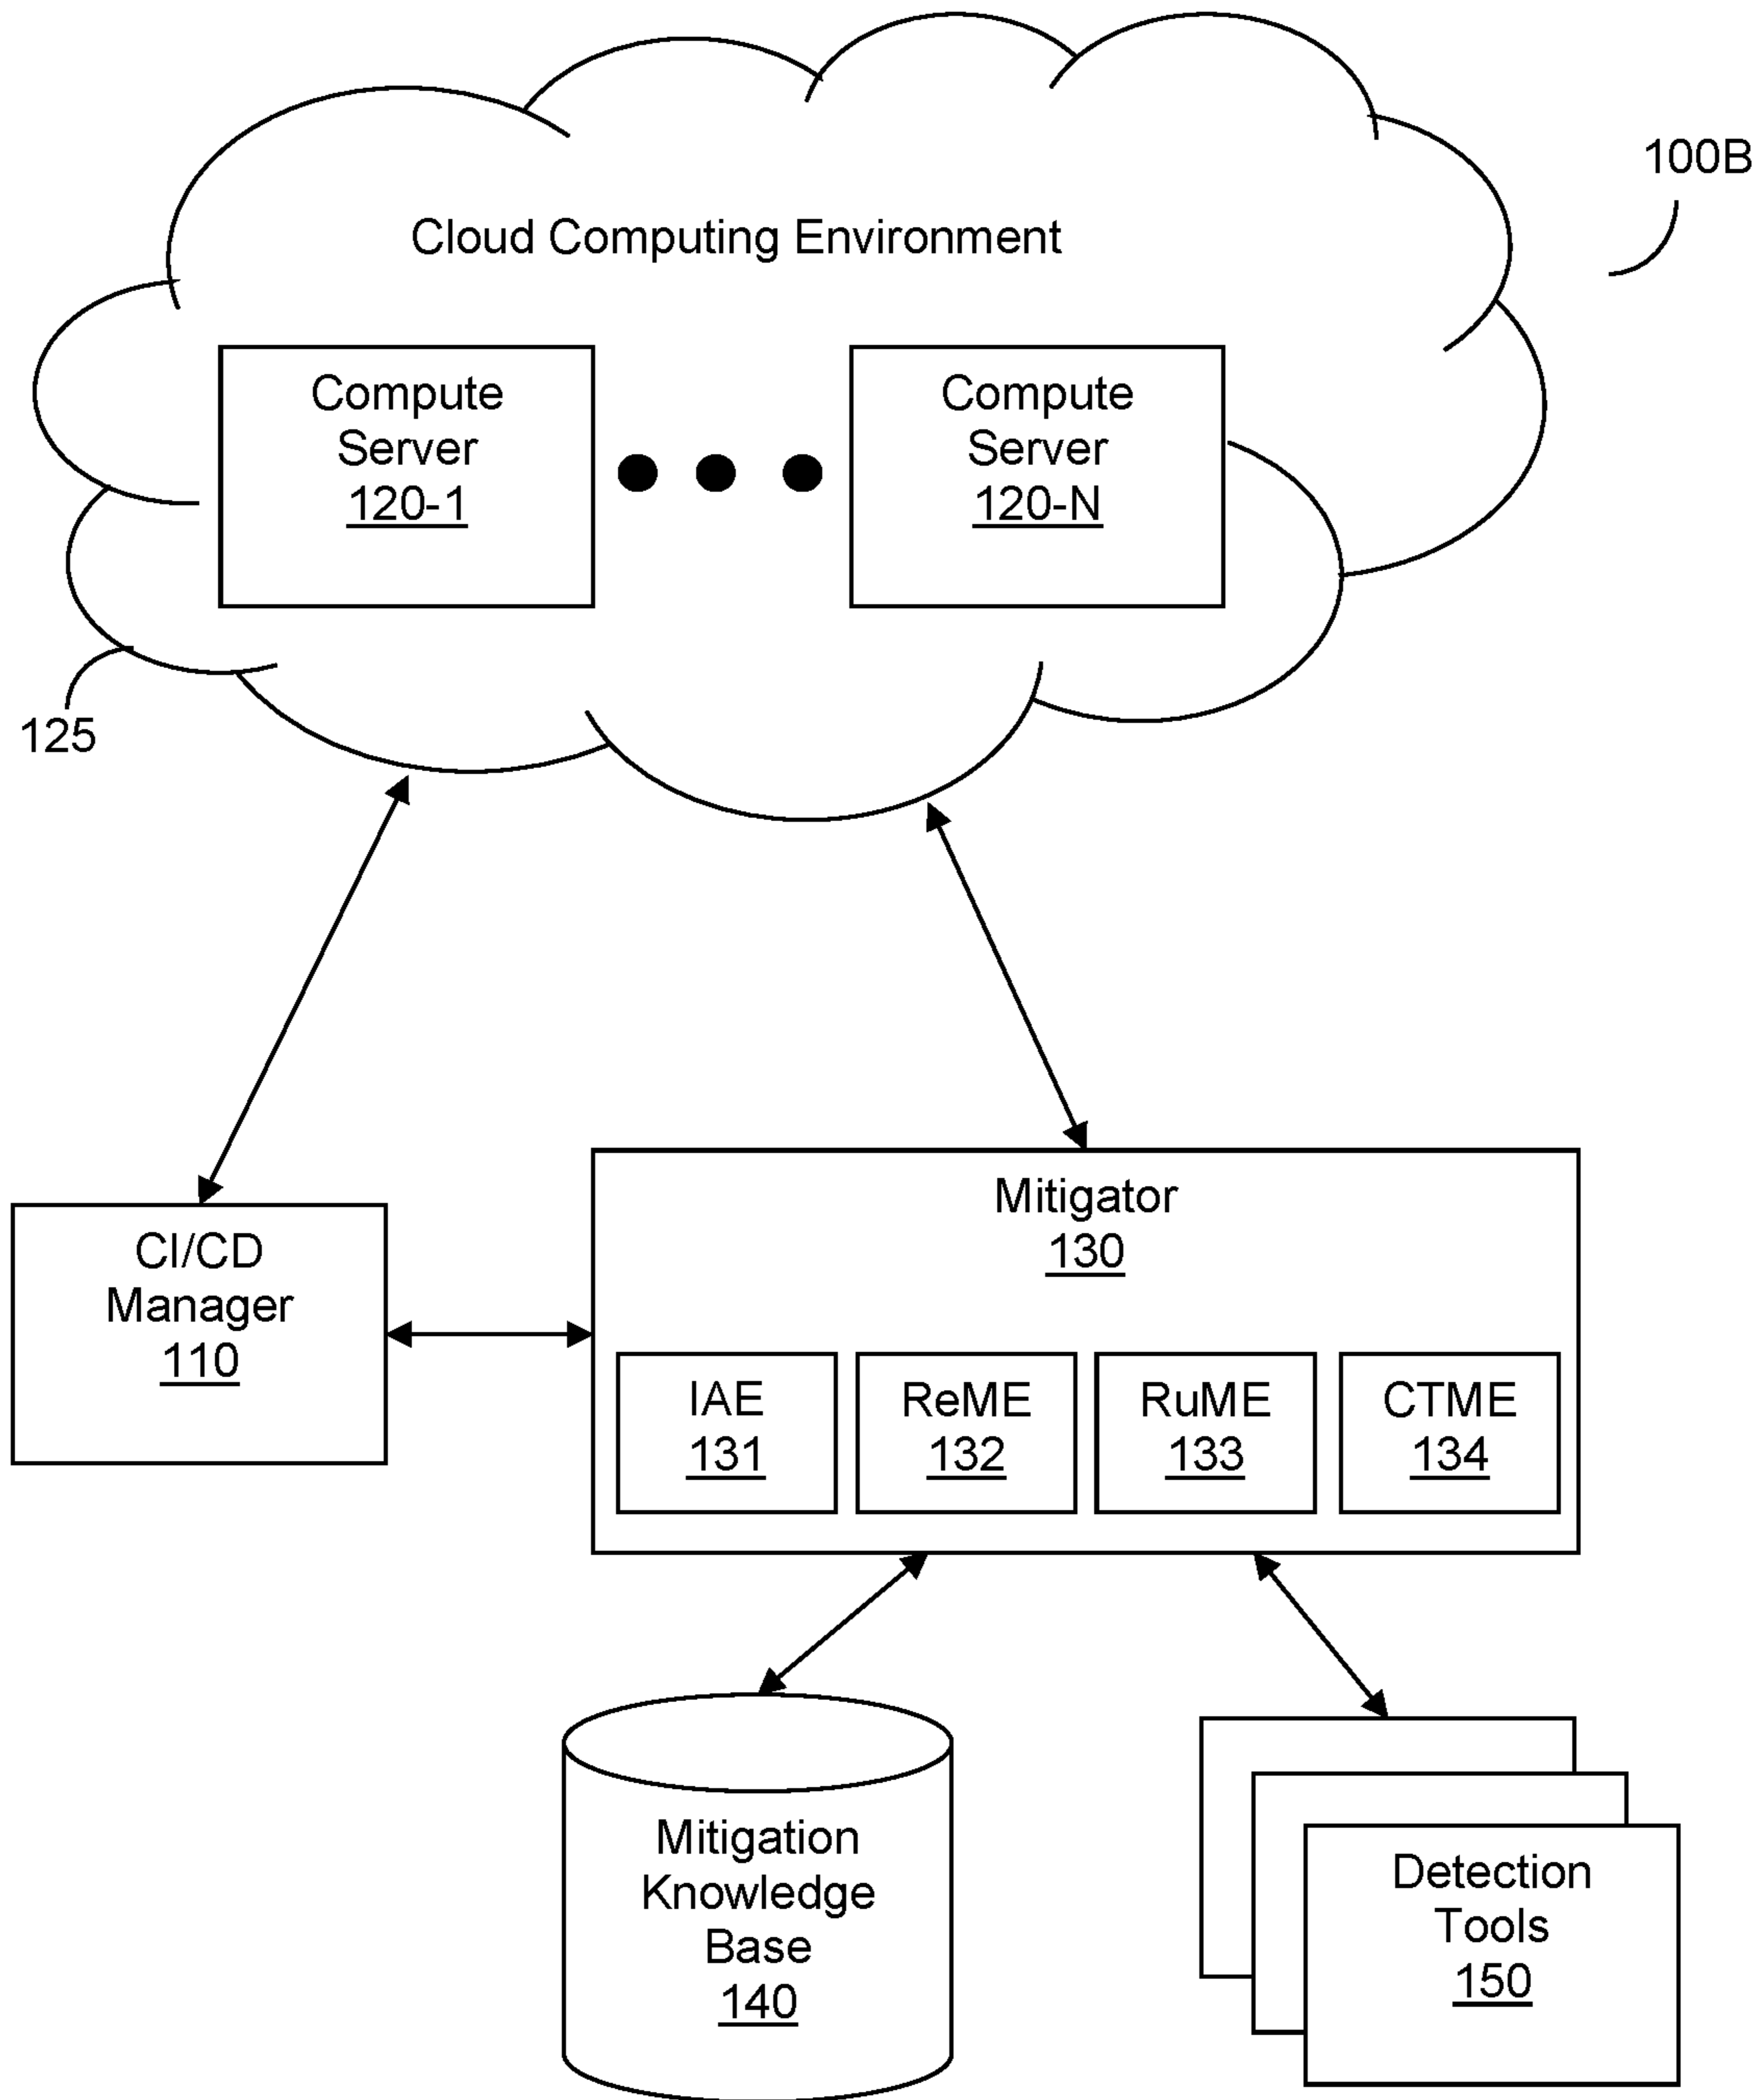 100B
Cloud Computing Environment
Compute
Server
120-1
Compute
Server
120-N
125
CI/CD
Manager
110
Mitigator
130
IAE
131
ReME
132
RuME
133
CTME
134
Mitigation
Knowledge
Base
140
Detection
Tools
150